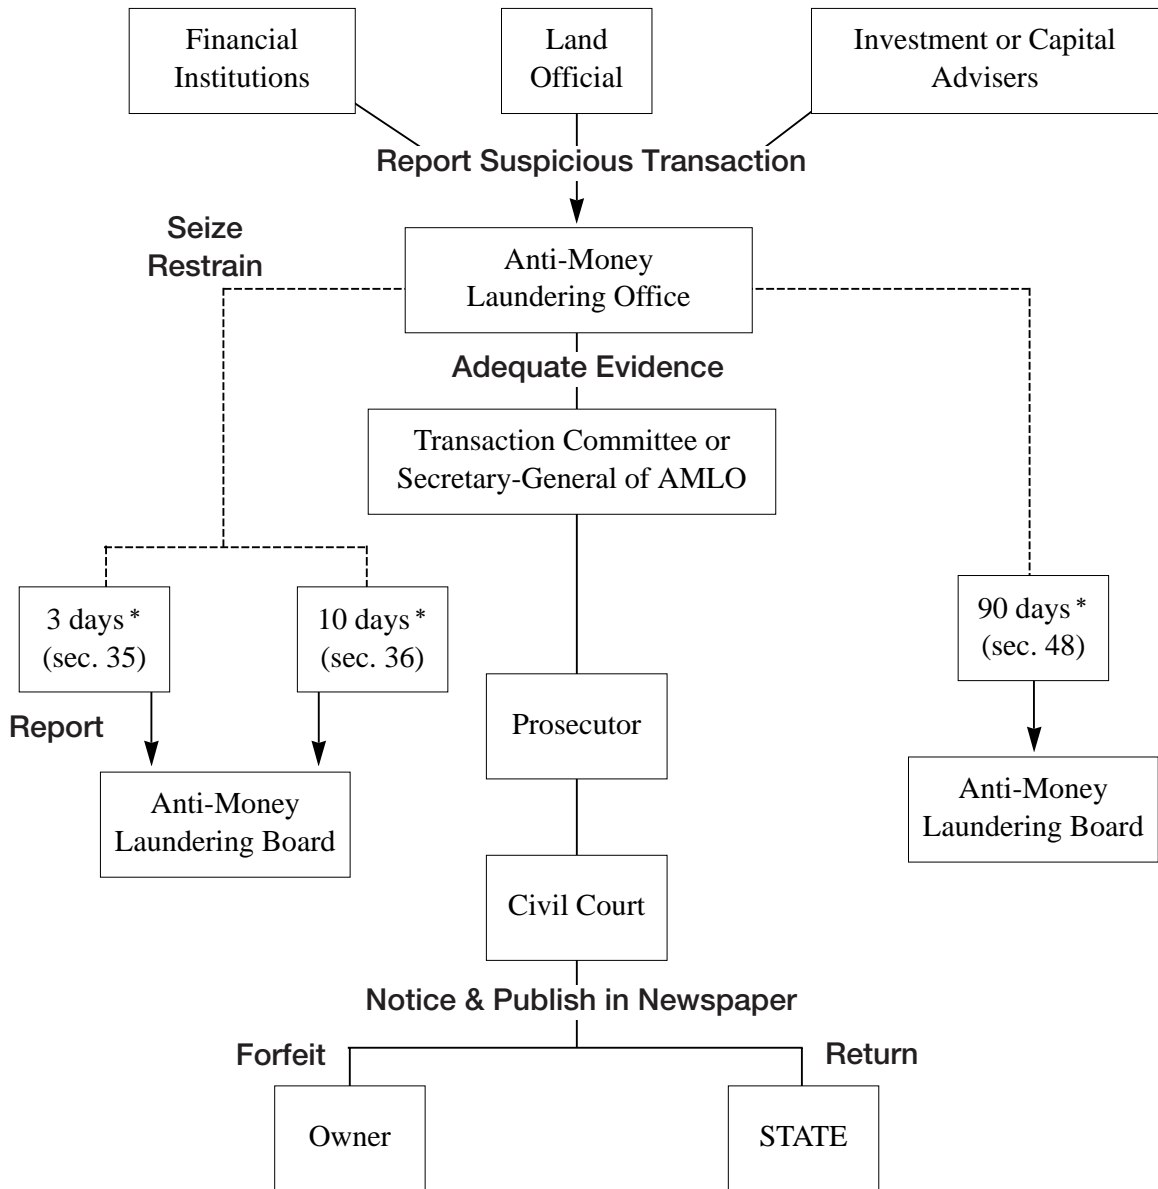 Financial
Institutions
Land
Official
Investment or Capital
Advisers
Report Suspicious Transaction
Seize
Restrain
Anti-Money
Laundering Office
Adequate Evidence
Transaction Committee or
Secretary-General of AMLO
3 days *
(sec. 35)
10 days *
(sec. 36)
90 days *
(sec. 48)
Report
Prosecutor
Anti-Money
Laundering Board
Anti-Money
Laundering Board
Civil Court
Notice & Publish in Newspaper
Forfeit
Return
Owner
STATE